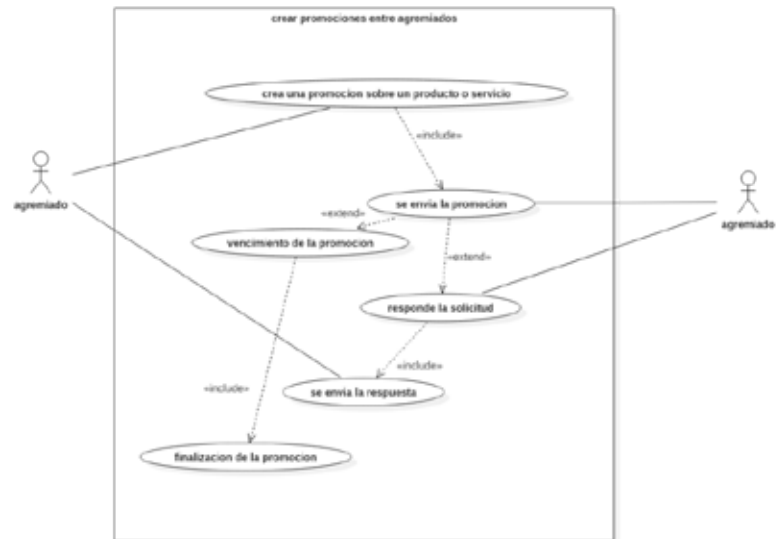 crear promociones entre agremiados
crea una promocion sobre un producto o servicio
«include»
agremiado
se envia la promocion
agremiado
«extend»
vencimiento de la promocion
«extend»
responde la solicitud
«include»
«include»
se envia la respuesta
finalizacion de la promocion